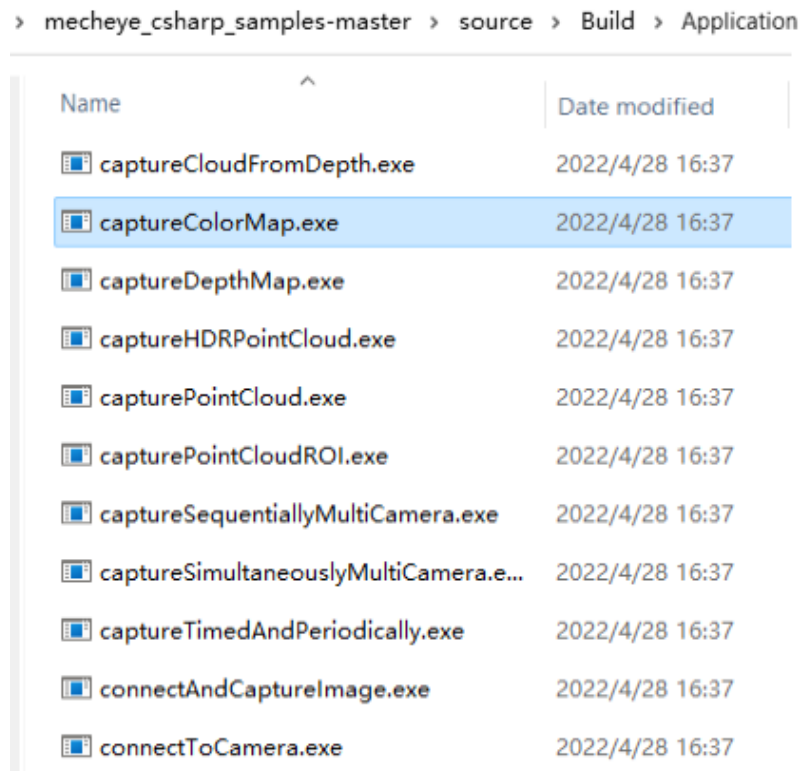 › mecheye_csharp_samples-master › source › Build › Application
Name Date modified
captureCloudFromDepth.exe 2022/4/28 16:37
captureColorMap.exe 2022/4/28 16:37
captureDepthMap.exe 2022/4/28 16:37
captureHDRPointCloud.exe 2022/4/28 16:37
capturePointCloud.exe 2022/4/28 16:37
capturePointCloudROI.exe 2022/4/28 16:37
captureSequentiallyMultiCamera.exe 2022/4/28 16:37
captureSimultaneouslyMultiCamera.e... 2022/4/28 16:37
captureTimedAndPeriodically.exe 2022/4/28 16:37
connectAndCaptureImage.exe 2022/4/28 16:37
connectToCamera.exe 2022/4/28 16:37